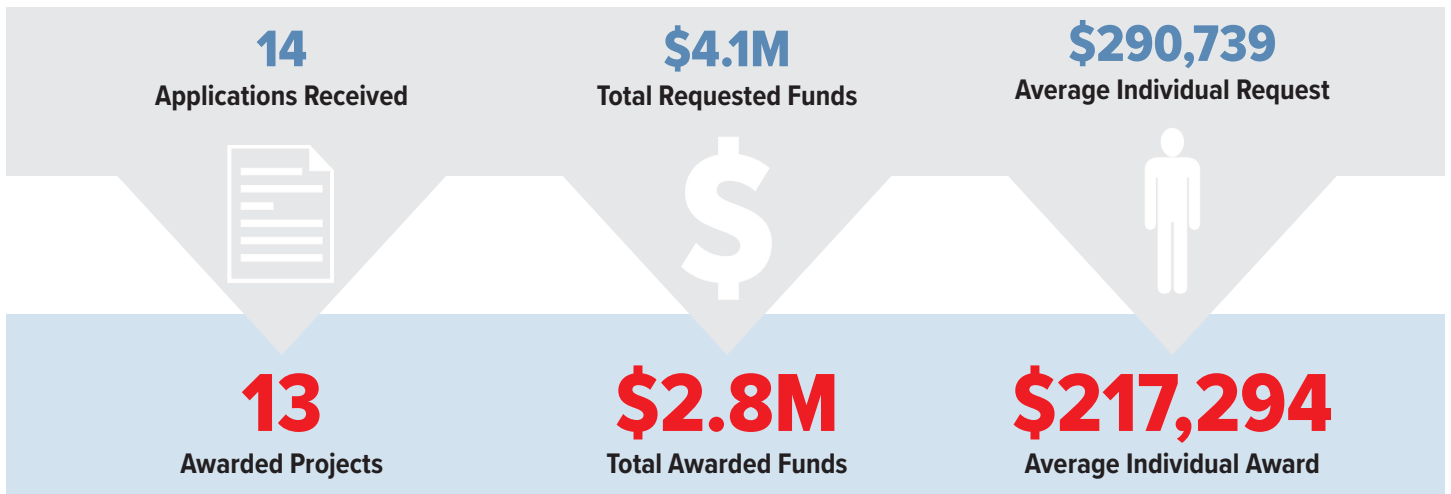 14
Applications Received
$4.1M
Total Requested Funds
$290,739
Average Individual Request
$
13
Awarded Projects
$2.8M
Total Awarded Funds
$217,294
Average Individual Award